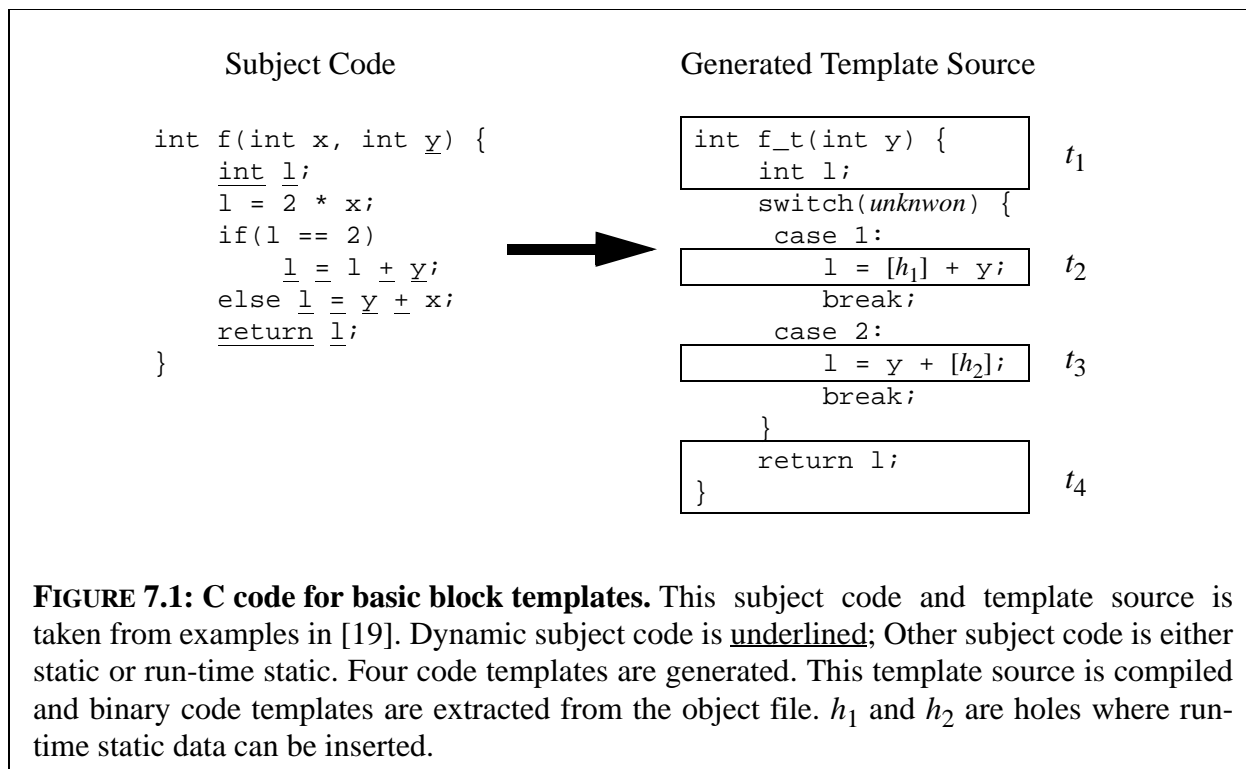 Subject Code
Generated Template Source
int f(int x, int y) {
int l;
l = 2 * x;
if(l == 2)
l = l + y;
else l = y + x;
return l;
}
int f_t(int y) {
int l;
t1
switch(unknwon) {
case 1:
l = [h1] + y;
t2
break;
case 2:
l = y + [h2];
t3
break;
}
return l;
}
t4
FIGURE 7.1: C code for basic block templates. This subject code and template source is
taken from examples in [19]. Dynamic subject code is underlined; Other subject code is either
static or run-time static. Four code templates are generated. This template source is compiled
and binary code templates are extracted from the object file. h1 and h2 are holes where run-
time static data can be inserted.